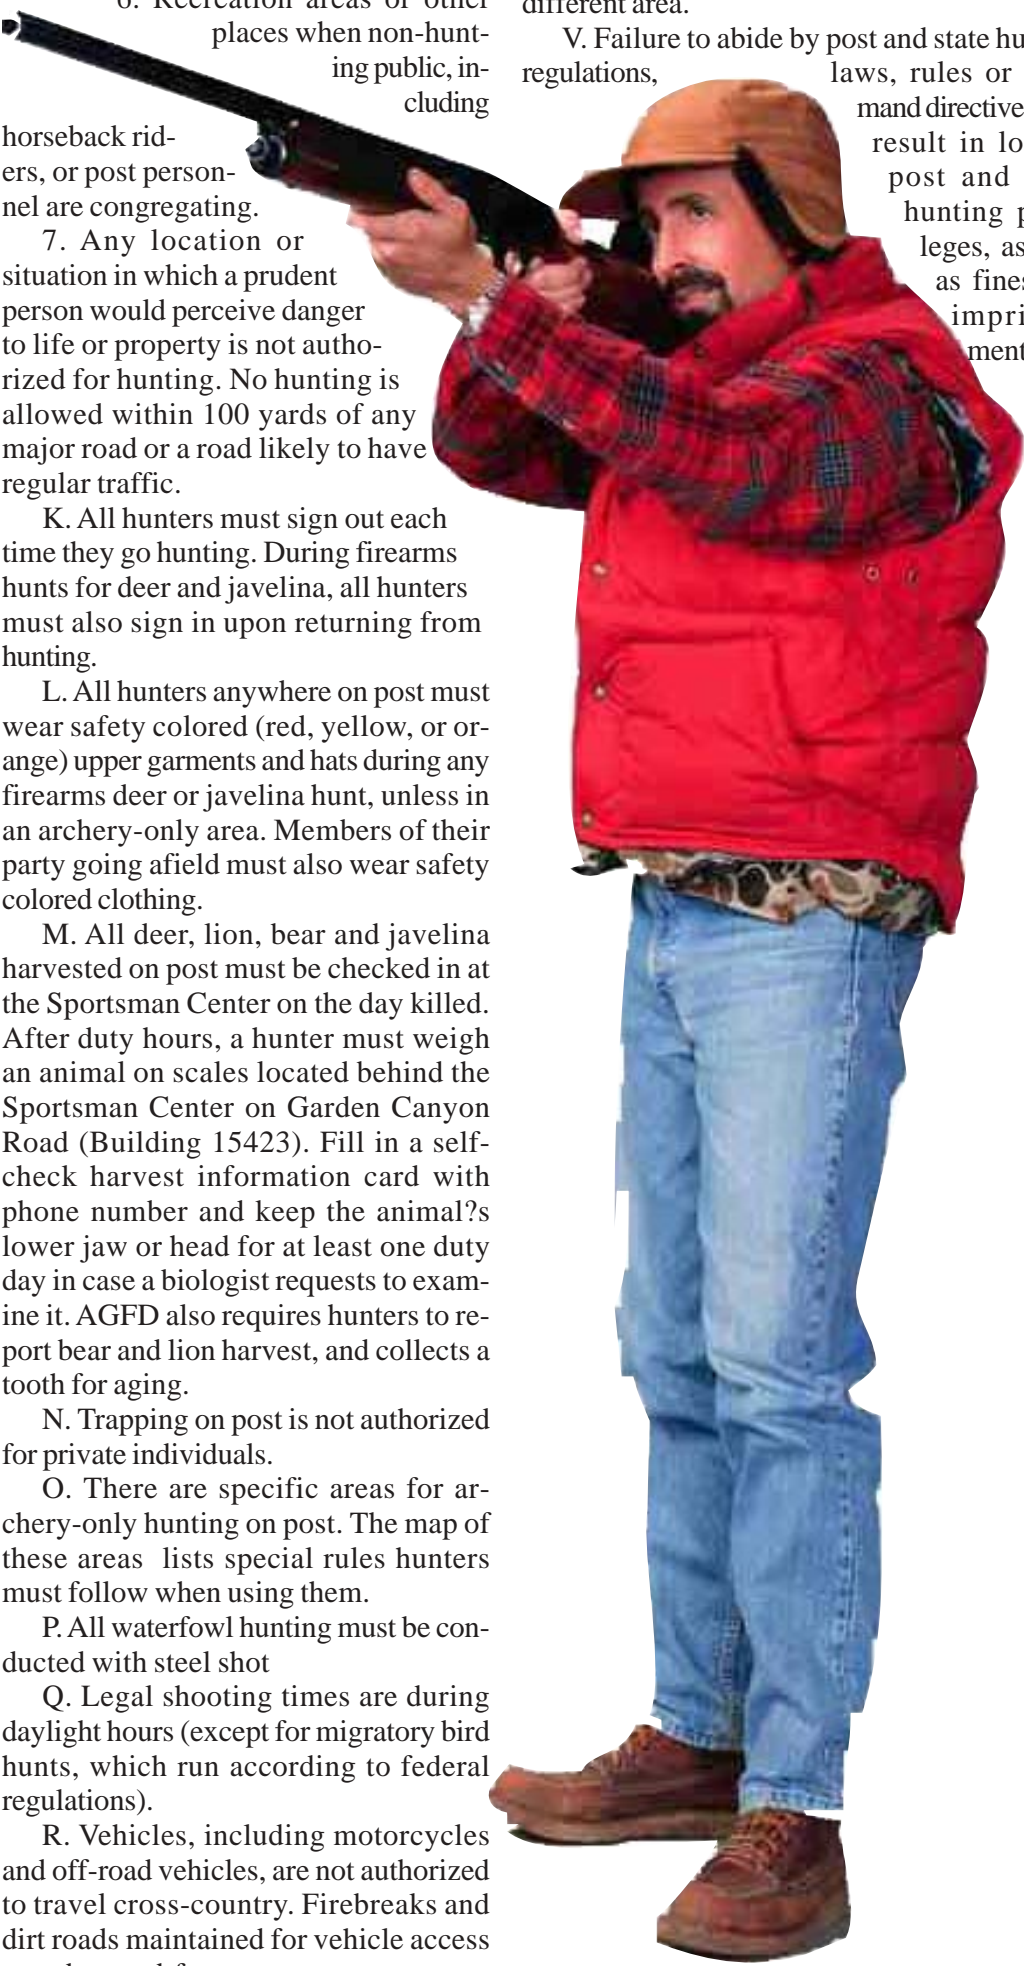 6. Recreation areas or other
places when non-hunt-
ing public, in-
cluding
horseback rid-
ers, or post person-
nel are congregating.
7. Any location or
situation in which a prudent
person would perceive danger
to life or property is not autho-
rized for hunting. No hunting is
allowed within 100 yards of any
major road or a road likely to have
regular traffic.
K. All hunters must sign out each
time they go hunting. During firearms
hunts for deer and javelina, all hunters
must also sign in upon returning from
hunting.
L. All hunters anywhere on post must
wear safety colored (red, yellow, or or-
ange) upper garments and hats during any
firearms deer or javelina hunt, unless in
an archery-only area. Members of their
party going afield must also wear safety
colored clothing.
M. All deer, lion, bear and javelina
harvested on post must be checked in at
the Sportsman Center on the day killed.
After duty hours, a hunter must weigh
an animal on scales located behind the
Sportsman Center on Garden Canyon
Road (Building 15423). Fill in a self-
check harvest information card with
phone number and keep the animal?s
lower jaw or head for at least one duty
day in case a biologist requests to exam-
ine it. AGFD also requires hunters to re-
port bear and lion harvest, and collects a
tooth for aging.
N. Trapping on post is not authorized
for private individuals.
O. There are specific areas for ar-
chery-only hunting on post. The map of
these areas  lists special rules hunters
must follow when using them.
P. All waterfowl hunting must be con-
ducted with steel shot
Q. Legal shooting times are during
daylight hours (except for migratory bird
hunts, which run according to federal
regulations).
R. Vehicles, including motorcycles
and off-road vehicles, are not authorized
to travel cross-country. Firebreaks and
dirt roads maintained for vehicle access
different area.
V. Failure to abide by post and state hu
regulations, laws, rules or
mand directive
result in lo
post and
hunting p
leges, as
as fines
impri
ment